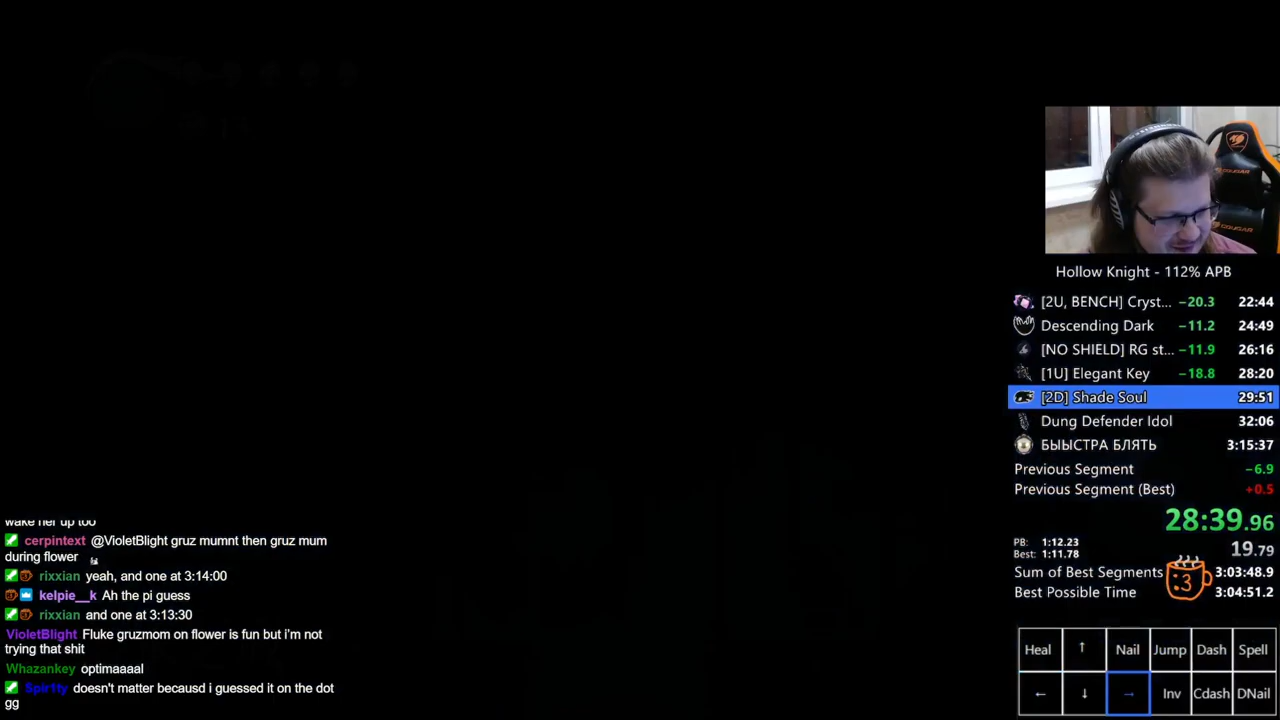 Hollow Knight - 112% APB
[2U, BENCH] Cryst... −20.3 22:44
Descending Dark −11.2 24:49
[NO SHIELD] RG st... −11.9 26:16
[1U] Elegant Key −18.8 28:20
[2D] Shade Soul 29:51
Dung Defender Idol 32:06
БЫЫСТРА БЛЯТЬ 3:15:37
Previous Segment −6.9
Previous Segment (Best) +0.5
28:39.96
PB: 1:12.23
Best: 1:11.78
19.79
Sum of Best Segments 3:03:48.9
Best Possible Time 3:04:51.2
:3
Heal ↑ Nail Jump Dash Spell
← ↓ → Inv Cdash DNail
wake her up too
cerpintext @VioletBlight gruz mumnt then gruz mum
during flower
rixxian yeah, and one at 3:14:00
kelpie__k Ah the pi guess
rixxian and one at 3:13:30
VioletBlight Fluke gruzmom on flower is fun but i'm not
trying that shit
Whazankey optimaaaal
Spir1ty doesn't matter becausd i guessed it on the dot
gg
COUGAR
COUGAR